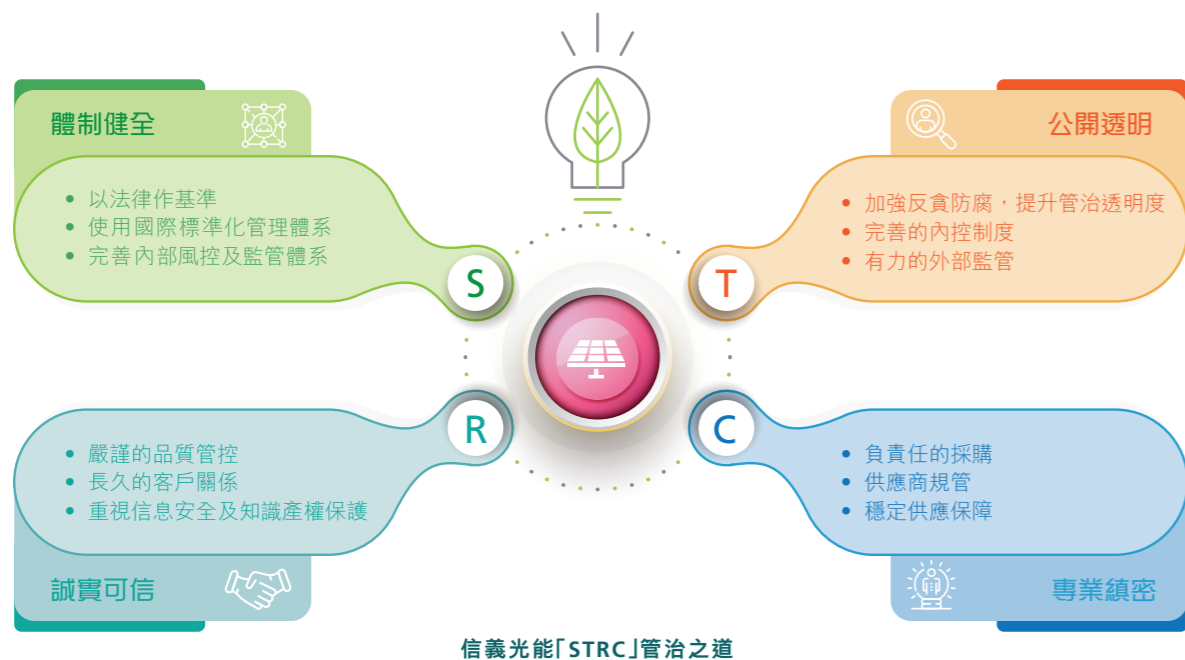 體制健全
• 以法律作基準
• 使用國際標準化管理體系
• 完善內部風控及監管體系
S
公開透明
• 加強反貪防腐，提升管治透明度
• 完善的內控制度
• 有力的外部監管
T
R
• 嚴謹的品質管控
• 長久的客戶關係
• 重視信息安全及知識產權保護
誠實可信
C
• 負責任的採購
• 供應商規管
• 穩定供應保障
專業縝密
信義光能「STRC」管治之道